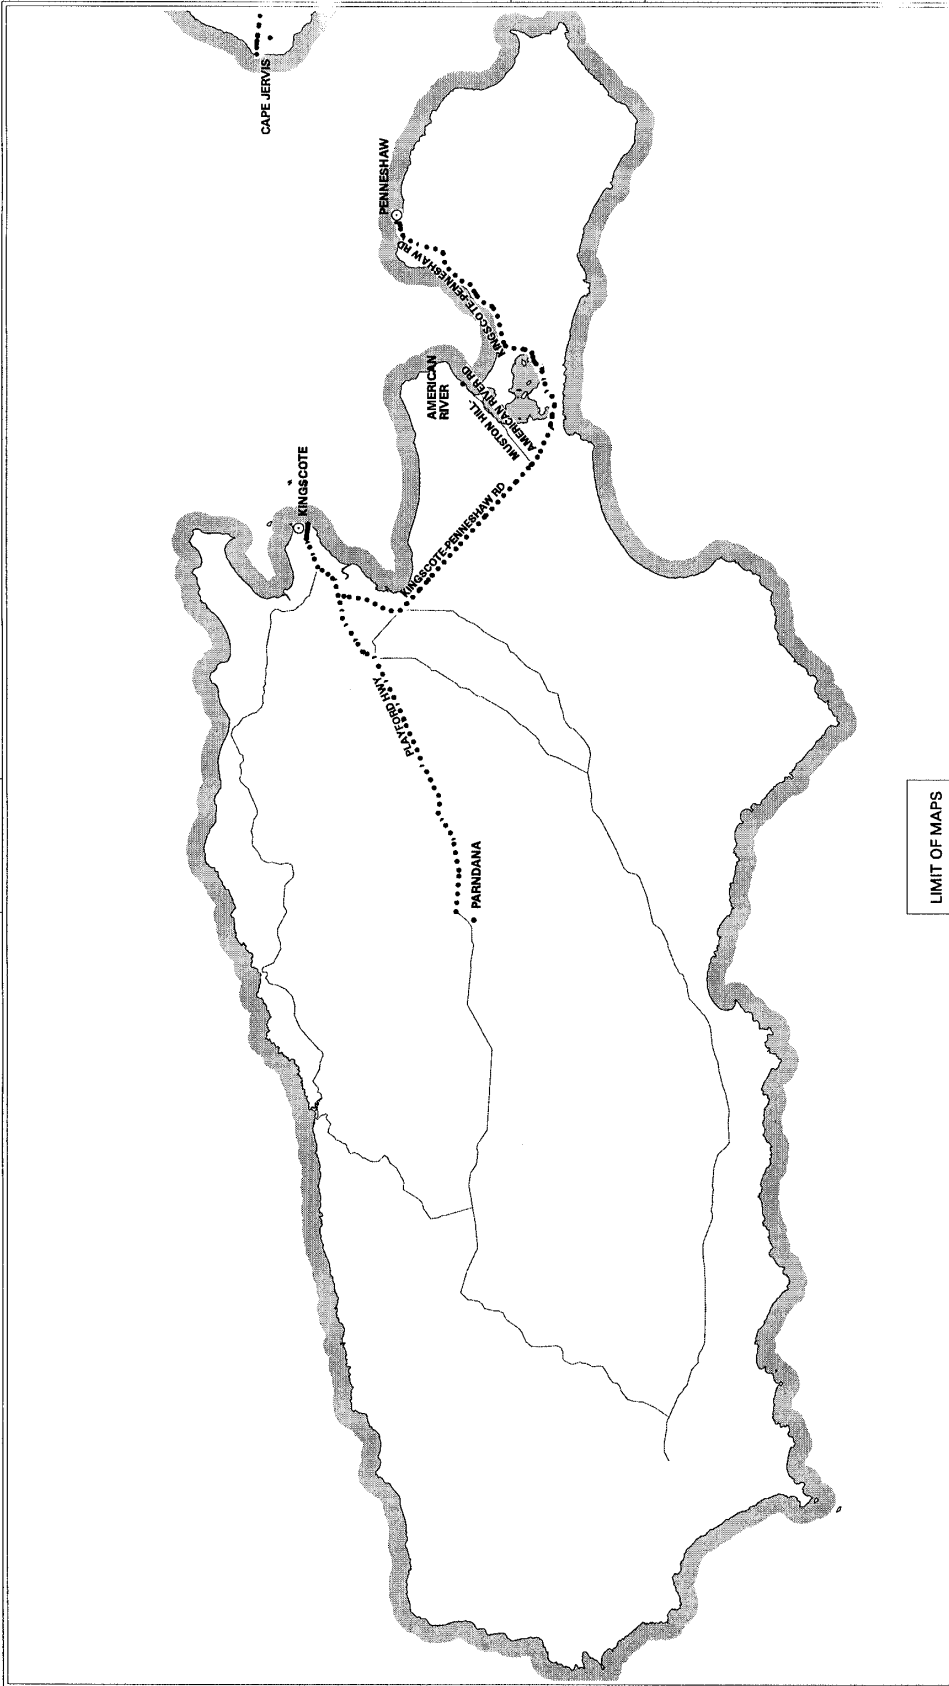 CAPE JERVIS
PENNESHAW
KINGSCOTE-PENNESHAW RD
AMERICAN
RIVER
MUSTON HILL-
AMERICAN RIVER RD
KINGSCOTE
KINGSCOTE-PENNESHAW RD
PLAYFORD HWY
PARNDANA
LIMIT OF MAPS